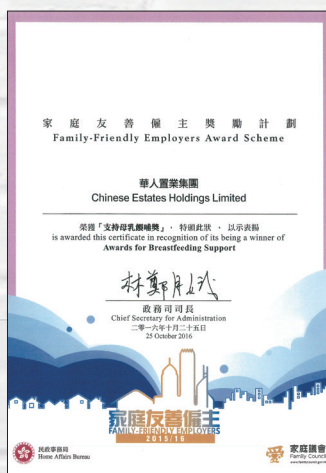 家庭友善僱主獎勵計劃
Family-Friendly Employers Award Scheme
華人置業集團
Chinese Estates Holdings Limited
榮獲「支持母乳餵哺獎」，特頒此狀，以示表揚
is awarded this certificate in recognition of its being a winner of
Awards for Breastfeeding Support
林鄭月娥
政務司司長
Chief Secretary for Administration
二零一六年十月二十五日
25 October 2016
家庭友善僱主
FAMILY-FRIENDLY EMPLOYERS
2015/16
民政事務局
Home Affairs Bureau
愛
家庭議會
Family Council